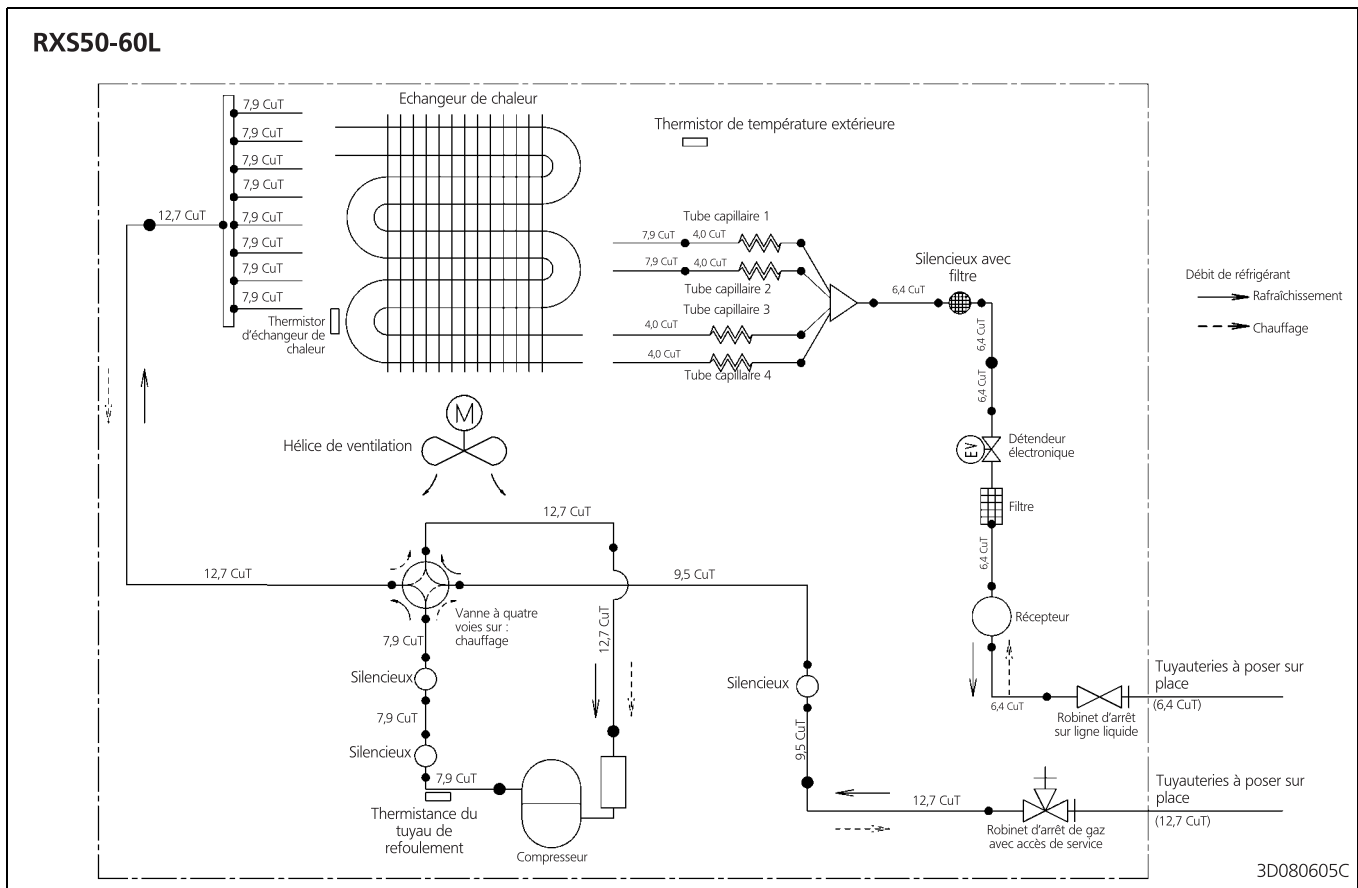 RXS50-60L
Echangeur de chaleur
Thermistor de température extérieure
7,9 CuT
7,9 CuT
7,9 CuT
7,9 CuT
12,7 CuT
7,9 CuT
7,9 CuT
7,9 CuT
7,9 CuT
Thermistor
d'échangeur de
chaleur
Tube capillaire 1
7,9 CuT
4,0 CuT
7,9 CuT
4,0 CuT
Tube capillaire 2
Tube capillaire 3
4,0 CuT
4,0 CuT
Tube capillaire 4
Silencieux avec
filtre
6,4 CuT
6,4 CuT
6,4 CuT
Débit de réfrigérant
Rafraîchissement
Chauffage
M
Hélice de ventilation
EV
Détendeur
électronique
Filtre
6,4 CuT
Récepteur
12,7 CuT
12,7 CuT
9,5 CuT
Vanne à quatre
voies sur :
chauffage
7,9 CuT
12,7 CuT
Silencieux
7,9 CuT
Silencieux
7,9 CuT
Thermistance du
tuyau de
refoulement
Compresseur
Silencieux
9,5 CuT
6,4 CuT
Robinet d'arrêt
sur ligne liquide
Tuyauteries à poser sur
place
(6,4 CuT)
12,7 CuT
Robinet d'arrêt de gaz
avec accès de service
Tuyauteries à poser sur
place
(12,7 CuT)
3D080605C